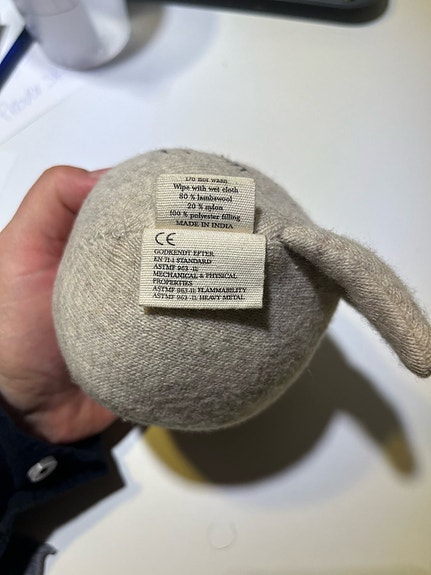 Do not wash
Wipe with wet cloth
80 % lambswool
20 % nylon
100 % polyester filling
MADE IN INDIA
CE
GODKENDT EFTER
EN 71-1 STANDARD
ASTMF 963 -11:
MECHANICAL & PHYSICAL
PROPERTIES
ASTMF 963 -11: FLAMMABILITY
ASTMF 963 -11: HEAVY METAL